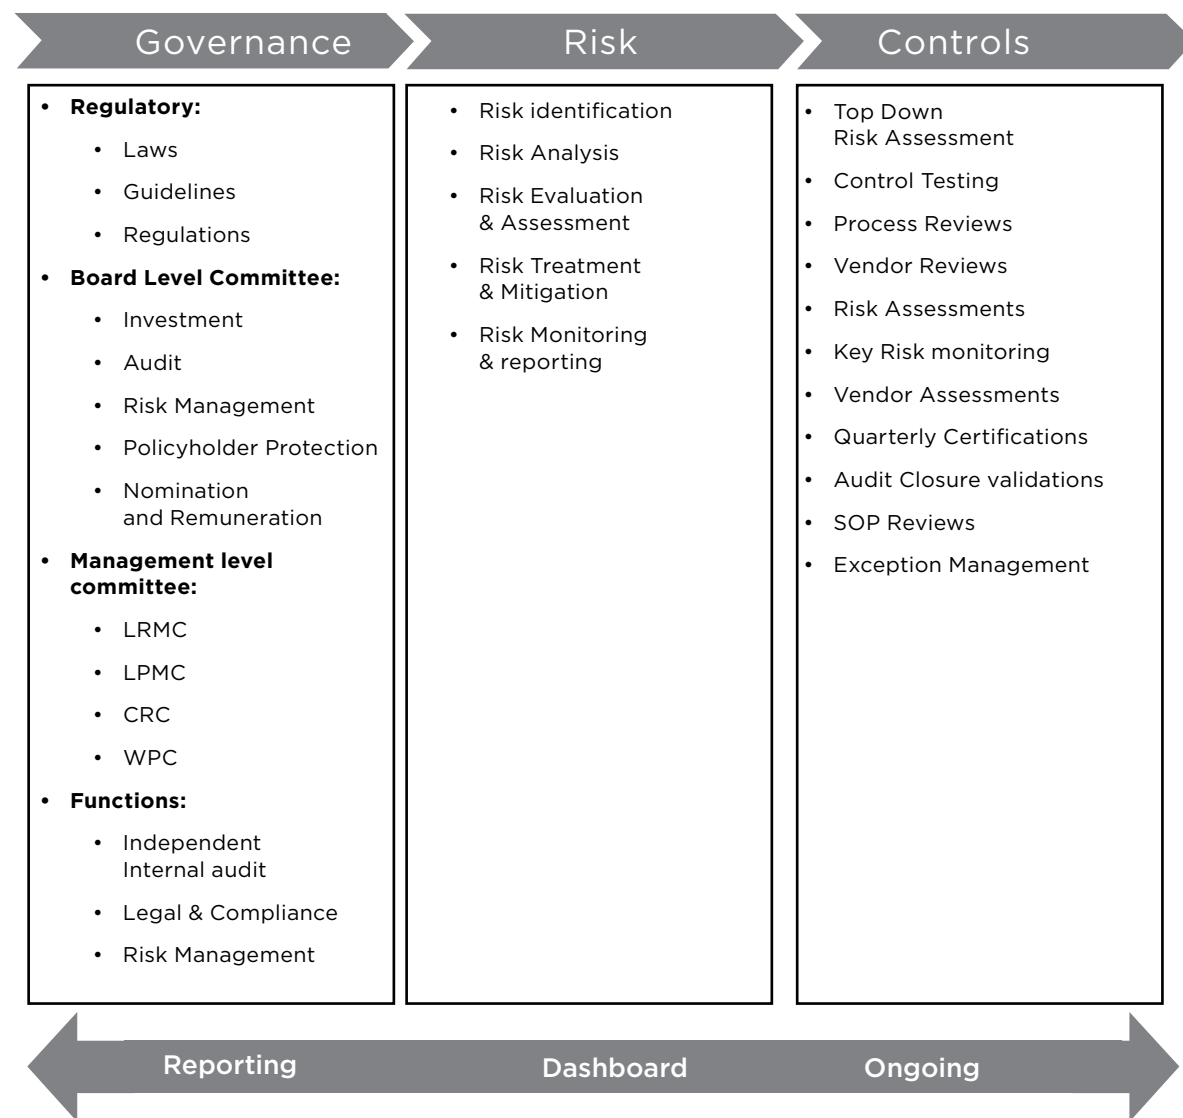 Governance
Risk
Controls
• Regulatory:
• Laws
• Guidelines
• Regulations
• Board Level Committee:
• Investment
• Audit
• Risk Management
• Policyholder Protection
• Nomination
and Remuneration
• Management level
committee:
• LRMC
• LPMC
• CRC
• WPC
• Functions:
• Independent
Internal audit
• Legal & Compliance
• Risk Management
• Risk identification
• Risk Analysis
• Risk Evaluation
& Assessment
• Risk Treatment
& Mitigation
• Risk Monitoring
& reporting
• Top Down
Risk Assessment
• Control Testing
• Process Reviews
• Vendor Reviews
• Risk Assessments
• Key Risk monitoring
• Vendor Assessments
• Quarterly Certifications
• Audit Closure validations
• SOP Reviews
• Exception Management
Reporting
Dashboard
Ongoing